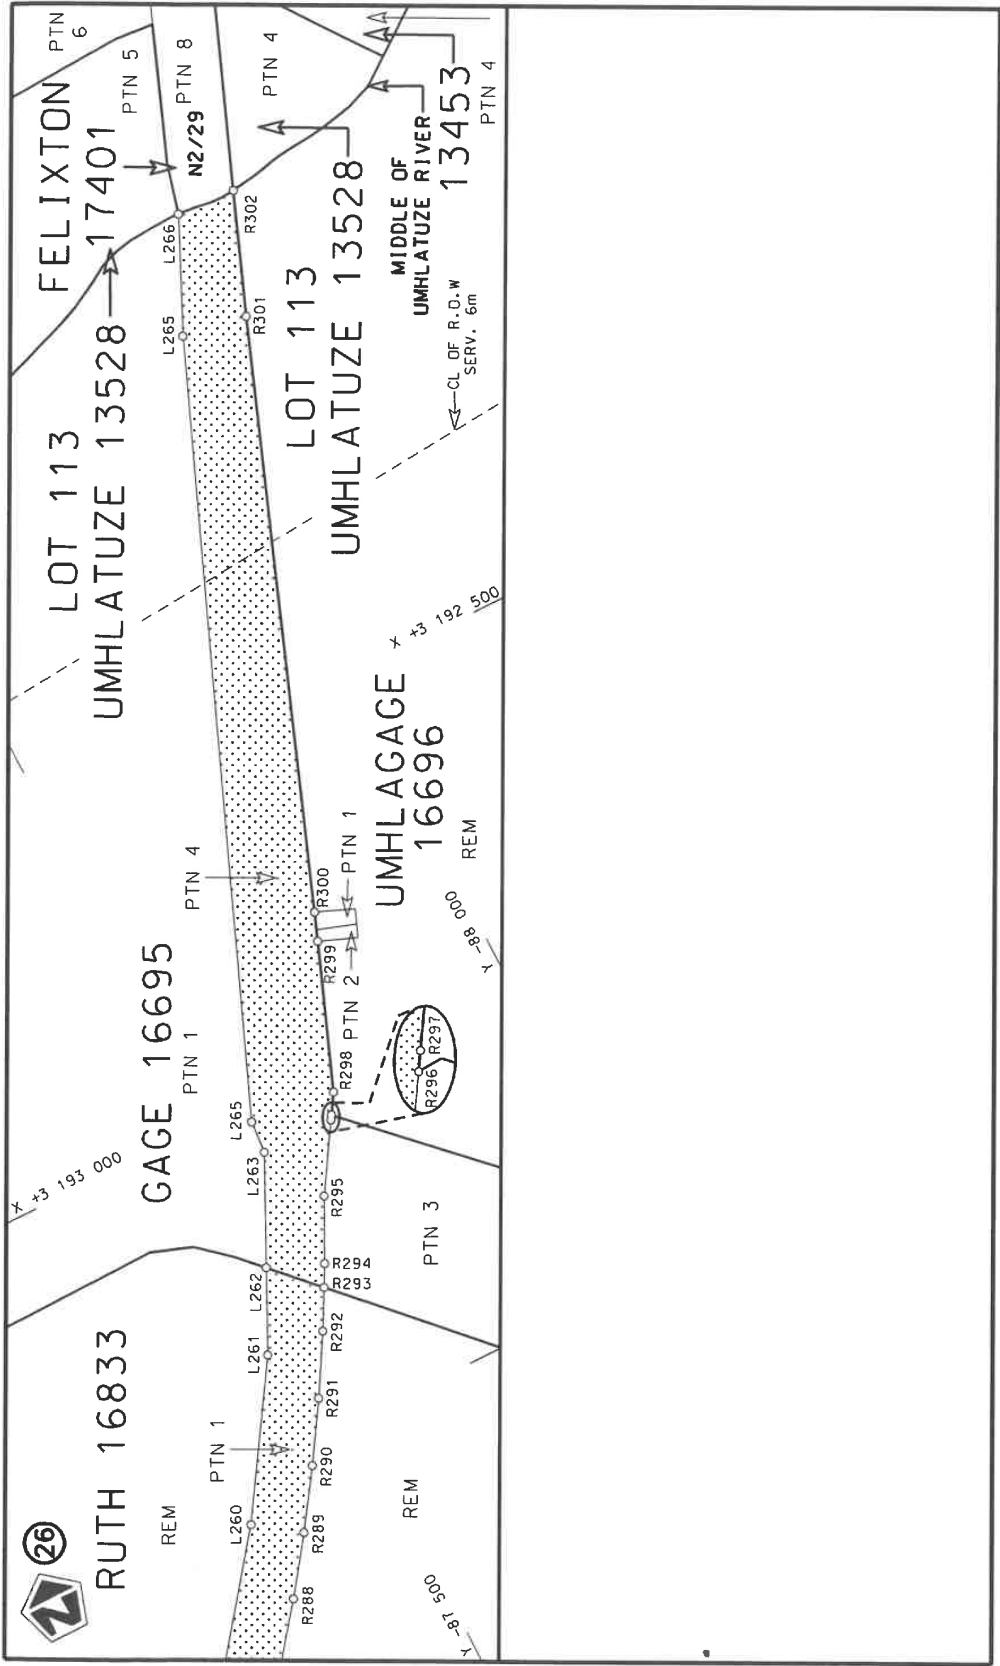 26
RUTH 16833
REM
PTN 1
L260
L261
L262
L263
L265
X +3 193 000
GAGE 16695
PTN 1
PTN 4
LOT 113
UMHLATUZE 13528
L265
L266
FELIXTON
17401
PTN 5
PTN
6
PTN 8
N2/29
PTN 4
R288
R289
R290
R291
R292
R293
R294
R295
R298
R299
R300
R301
R302
R296
R297
PTN 2
PTN 1
REM
Y -87 500
PTN 3
Y -88 000
UMHLAGAGE
16696
REM
X +3 192 500
LOT 113
UMHLATUZE 13528
CL OF R.O.W
SERV. 6m
MIDDLE OF
UMHLATUZE RIVER
13453
PTN 4